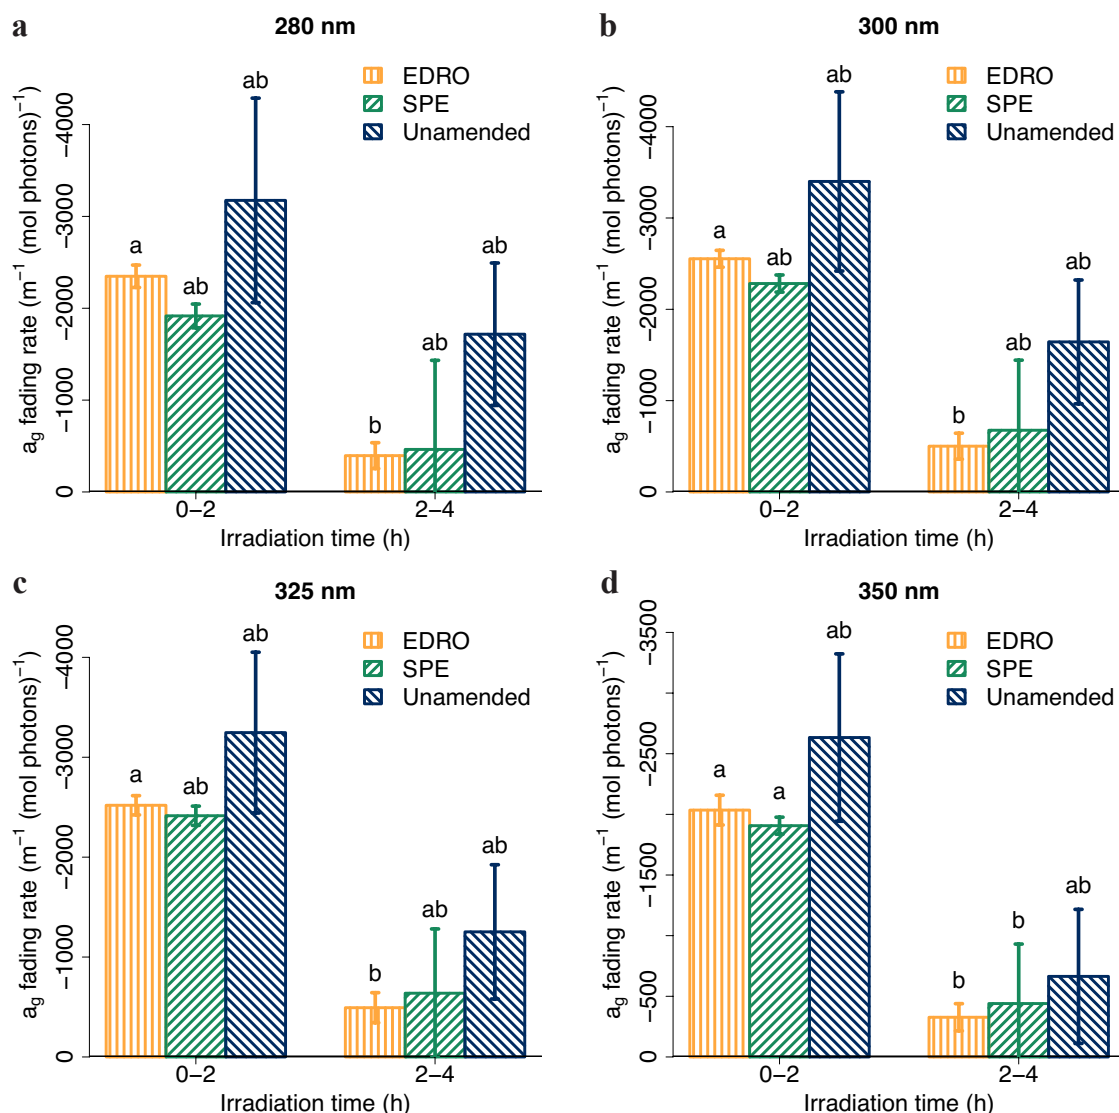 a
280 nm
ab
EDRO
SPE
Unamended
a
ab
ab
b
ab
−4000
−3000
−2000
−1000
0
a_g fading rate (m⁻¹ (mol photons)⁻¹)
0−2
2−4
Irradiation time (h)
b
300 nm
ab
EDRO
SPE
Unamended
a
ab
ab
b
ab
−4000
−3000
−2000
−1000
0
a_g fading rate (m⁻¹ (mol photons)⁻¹)
0−2
2−4
Irradiation time (h)
c
325 nm
ab
EDRO
SPE
Unamended
a
ab
ab
b
ab
−4000
−3000
−2000
−1000
0
a_g fading rate (m⁻¹ (mol photons)⁻¹)
0−2
2−4
Irradiation time (h)
d
350 nm
ab
EDRO
SPE
Unamended
a
a
b
b
ab
−3500
−2500
−1500
−500
0
a_g fading rate (m⁻¹ (mol photons)⁻¹)
0−2
2−4
Irradiation time (h)